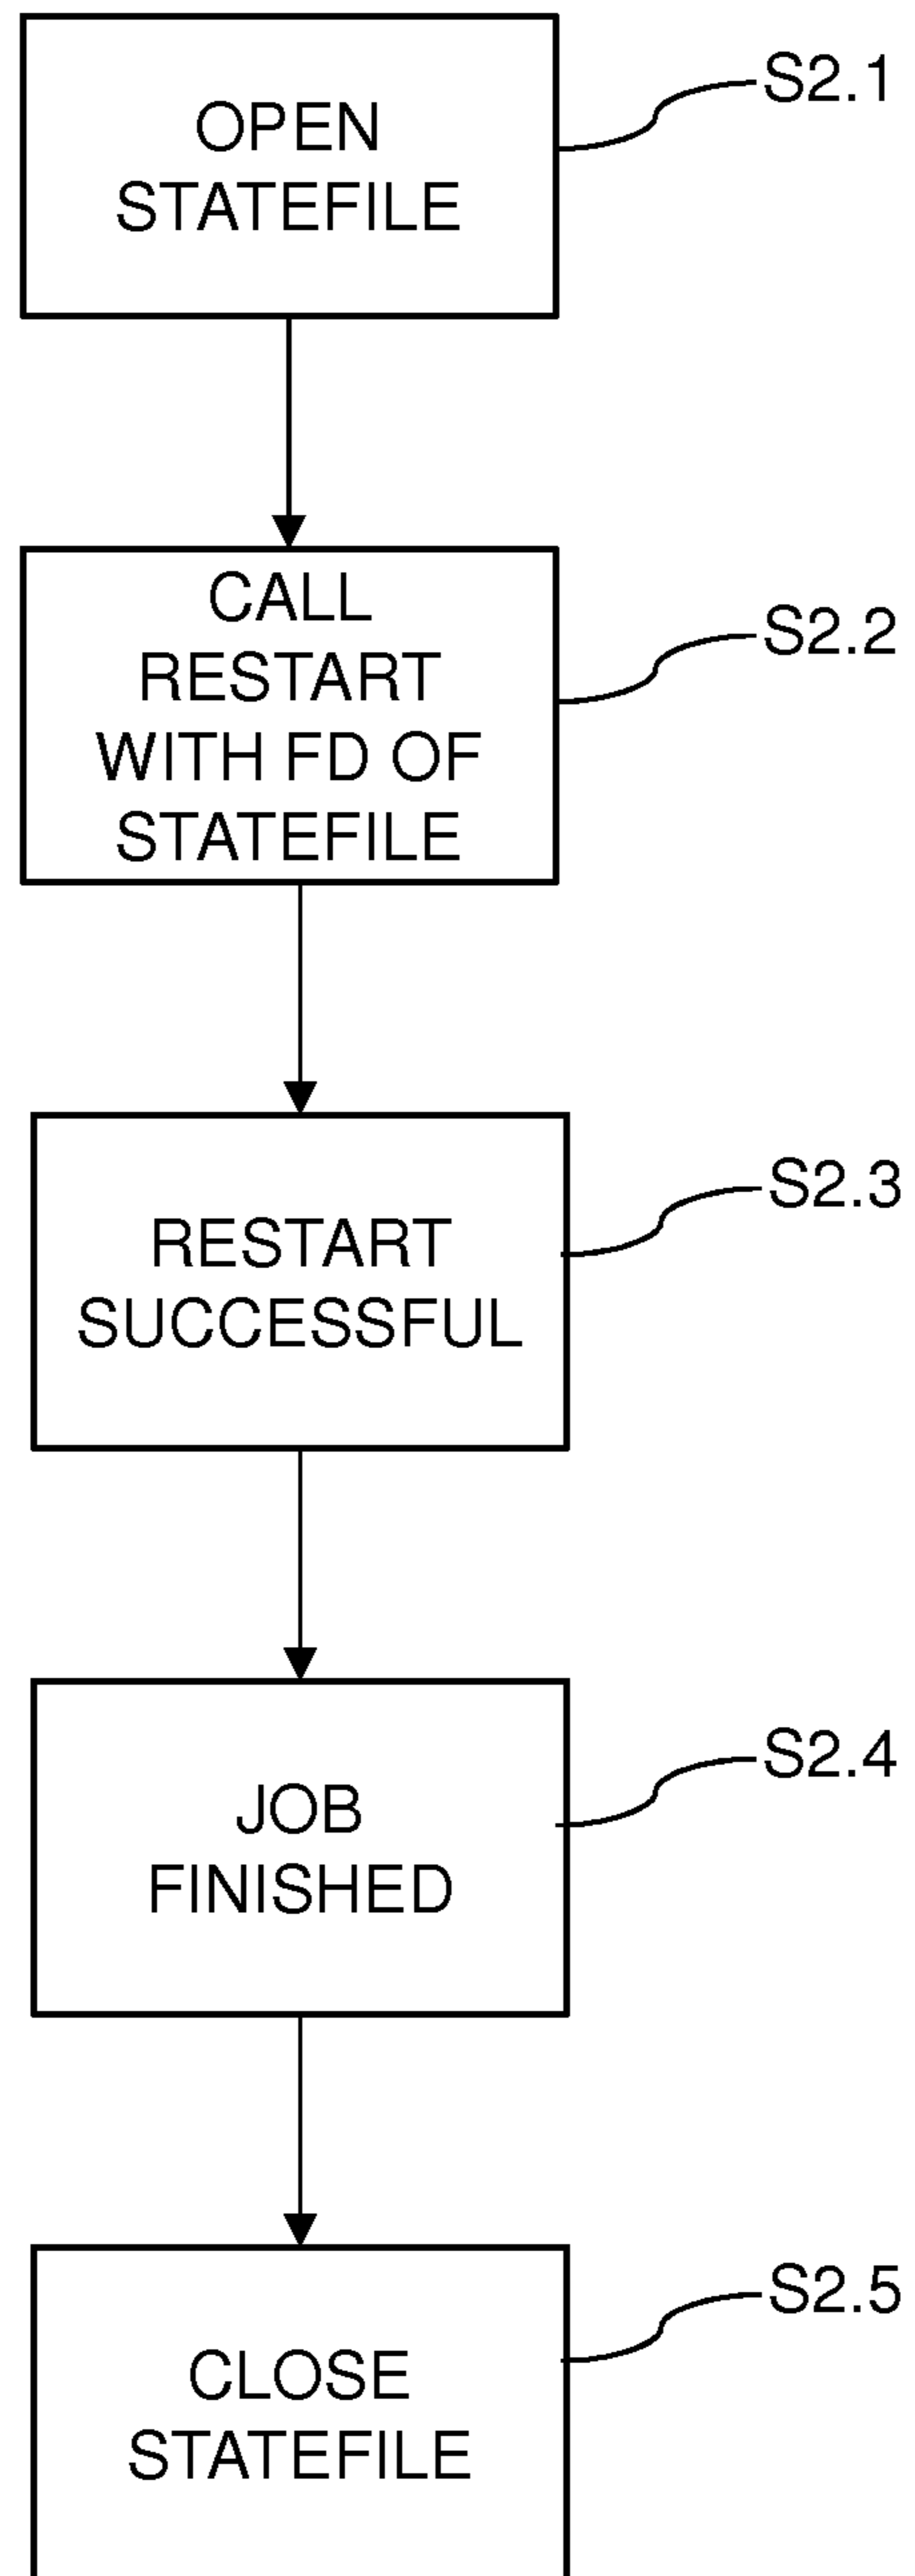 OPEN
STATEFILE
S2.1
CALL
RESTART
WITH FD OF
STATEFILE
S2.2
RESTART
SUCCESSFUL
S2.3
JOB
FINISHED
S2.4
CLOSE
STATEFILE
S2.5